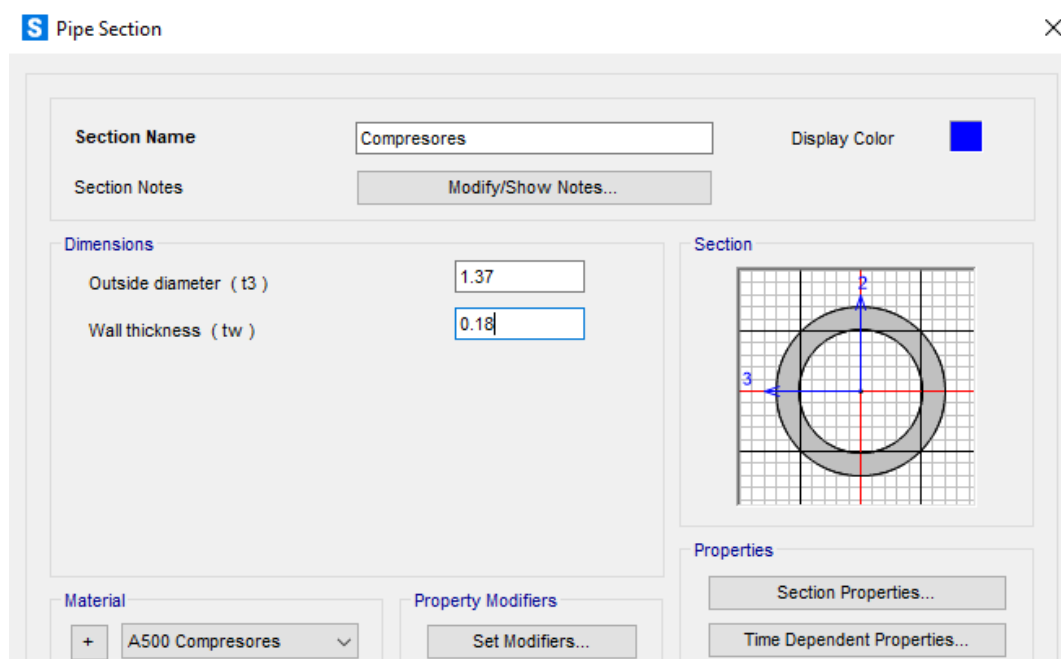 S Pipe Section
Section Name Compresores Display Color
Section Notes Modify/Show Notes...
Dimensions
Outside diameter ( t3 ) 1.37
Wall thickness ( tw ) 0.18
Section
2
3
Properties
Section Properties...
Time Dependent Properties...
Material
+ A500 Compresores
Property Modifiers
Set Modifiers...